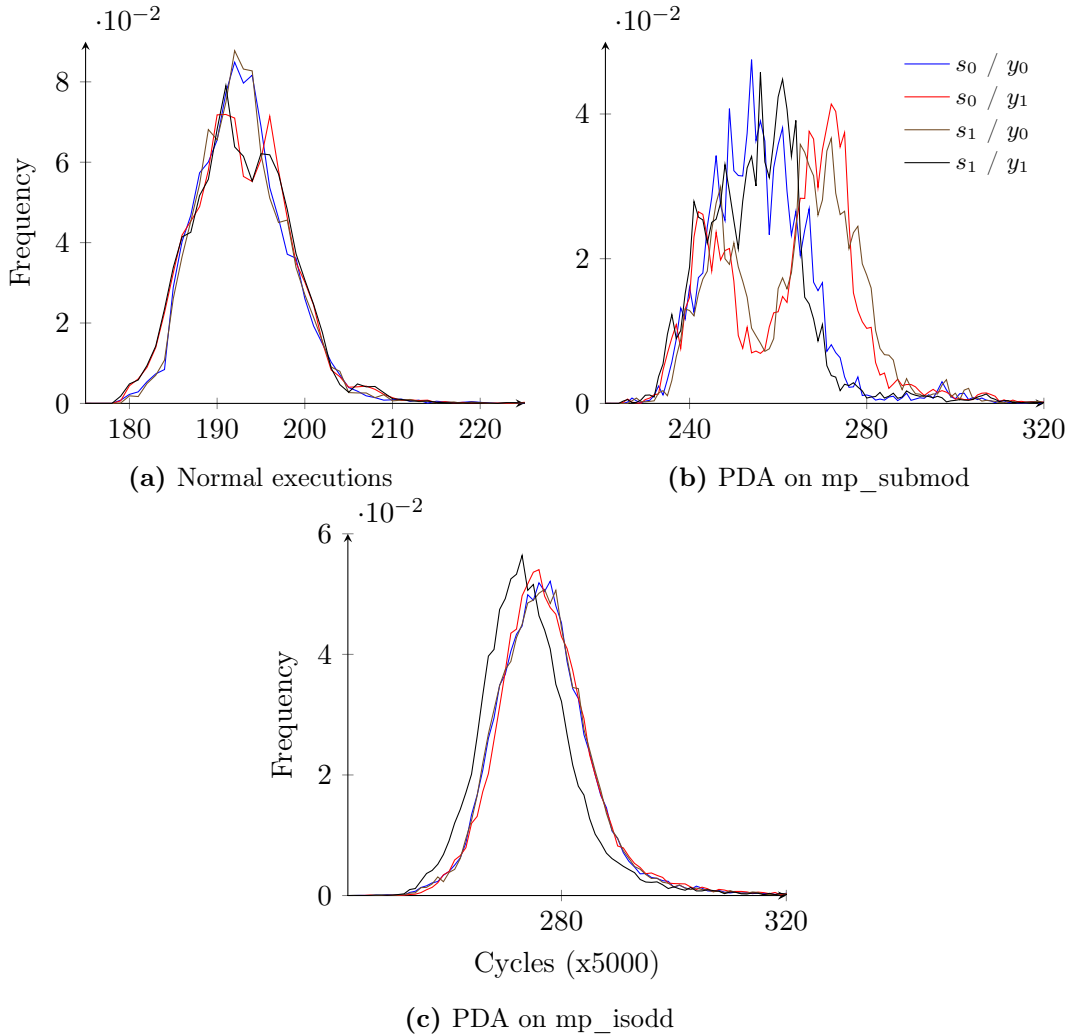 ·10⁻²
8
6
4
2
0
Frequency
180 190 200 210 220
(a) Normal executions
·10⁻²
4
2
0
240 280 320
s₀ / y₀
s₀ / y₁
s₁ / y₀
s₁ / y₁
(b) PDA on mp_submod
·10⁻²
6
4
2
0
Frequency
280 320
Cycles (x5000)
(c) PDA on mp_isodd